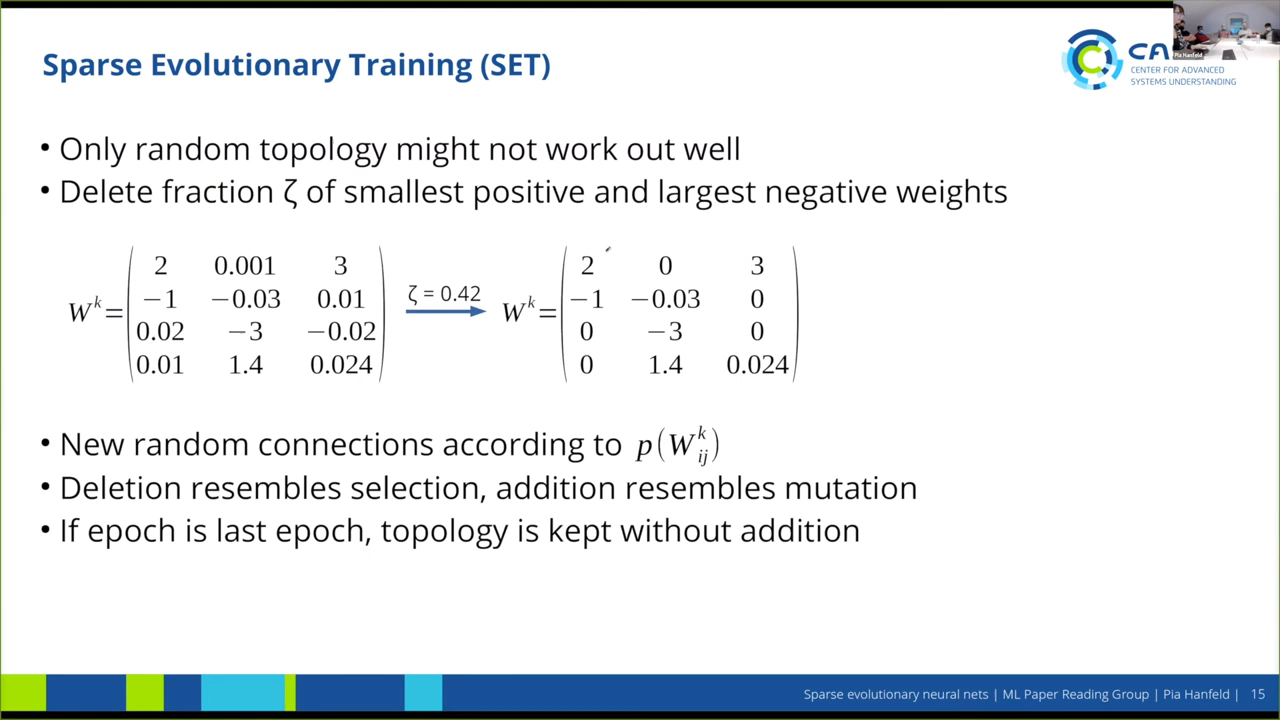 Sparse Evolutionary Training (SET)
CA
CENTER FOR ADVANCED
SYSTEMS UNDERSTANDING
Pia Hanfeld
• Only random topology might not work out well
• Delete fraction ζ of smallest positive and largest negative weights
W^k = ( 2 0.001 3
−1 −0.03 0.01
0.02 −3 −0.02
0.01 1.4 0.024 )
ζ = 0.42
W^k = ( 2 0 3
−1 −0.03 0
0 −3 0
0 1.4 0.024 )
• New random connections according to p(W^k_ij)
• Deletion resembles selection, addition resembles mutation
• If epoch is last epoch, topology is kept without addition
Sparse evolutionary neural nets | ML Paper Reading Group | Pia Hanfeld | 15